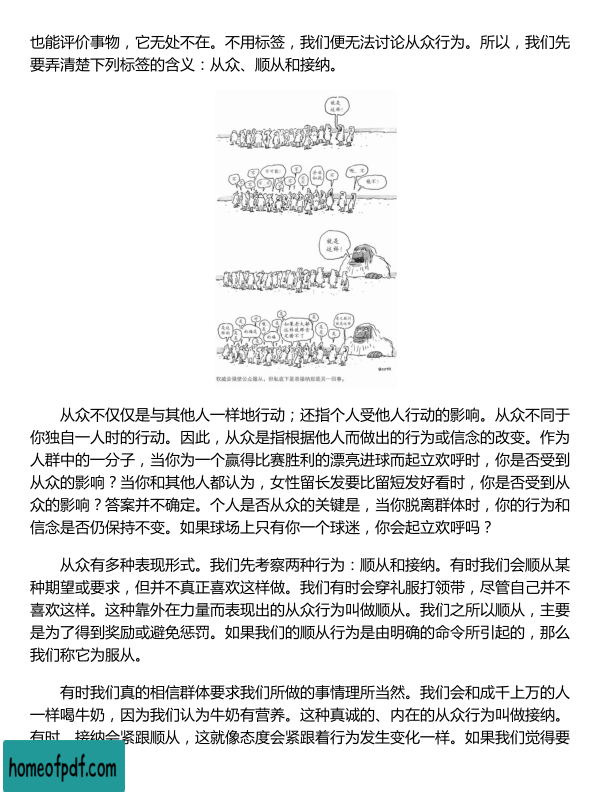 也能评价事物，它无处不在。不用标签，我们便无法讨论从众行为。所以，我们先
要弄清楚下列标签的含义：从众、顺从和接纳。
就是
这样！
不可能！
就是
这样！
如果老大都
这样说那肯
定错不了
权威会强使公众服从，但私底下是否接纳却是另一回事。
从众不仅仅是与其他人一样地行动；还指个人受他人行动的影响。从众不同于
你独自一人时的行动。因此，从众是指根据他人而做出的行为或信念的改变。作为
人群中的一分子，当你为一个赢得比赛胜利的漂亮进球而起立欢呼时，你是否受到
从众的影响？当你和其他人都认为，女性留长发要比留短发好看时，你是否受到从
众的影响？答案并不确定。个人是否从众的关键是，当你脱离群体时，你的行为和
信念是否仍保持不变。如果球场上只有你一个球迷，你会起立欢呼吗？
从众有多种表现形式。我们先考察两种行为：顺从和接纳。有时我们会顺从某
种期望或要求，但并不真正喜欢这样做。我们有时会穿礼服打领带，尽管自己并不
喜欢这样。这种靠外在力量而表现出的从众行为叫做顺从。我们之所以顺从，主要
是为了得到奖励或避免惩罚。如果我们的顺从行为是由明确的命令所引起的，那么
我们称它为服从。
有时我们真的相信群体要求我们所做的事情理所当然。我们会和成千上万的人
一样喝牛奶，因为我们认为牛奶有营养。这种真诚的、内在的从众行为叫做接纳。
有时，接纳会紧跟顺从，这就像态度会紧跟着行为发生变化一样。如果我们觉得要
homeofpdf.com